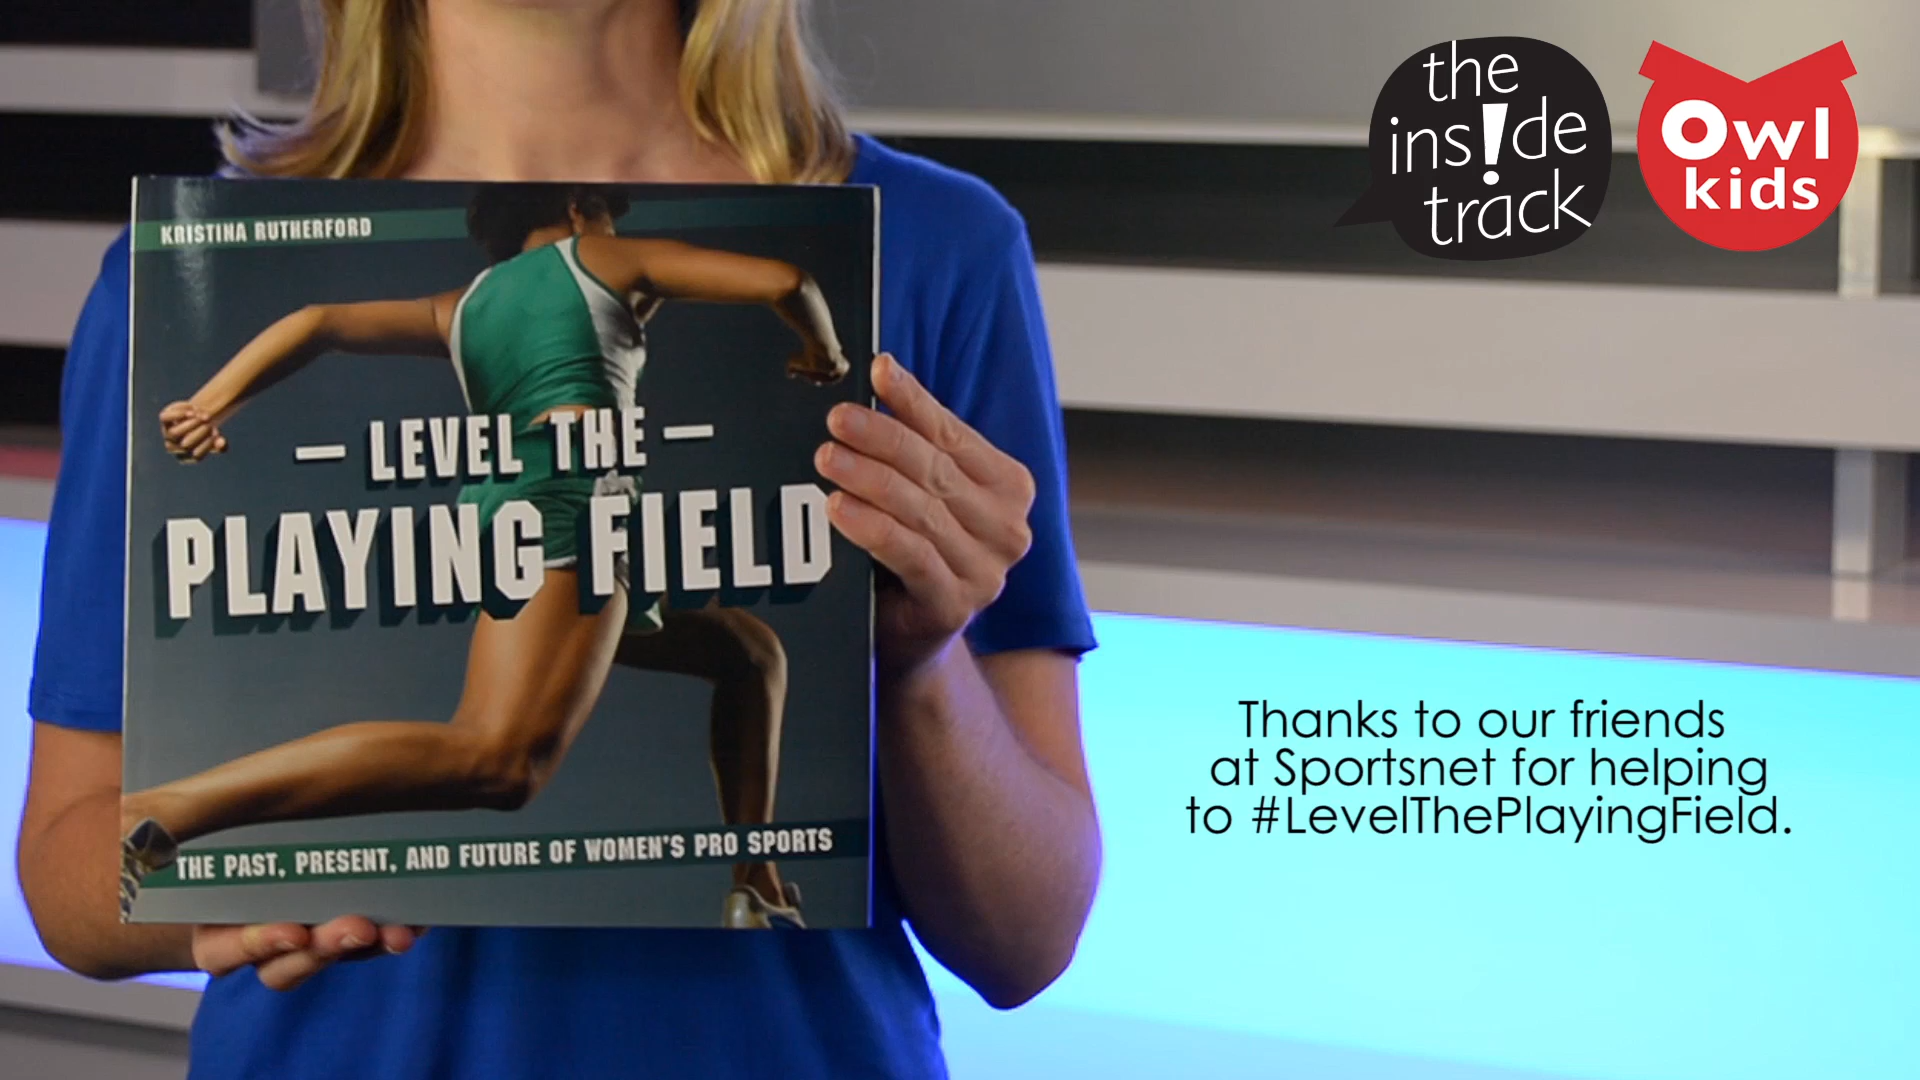 KRISTINA RUTHERFORD
— LEVEL THE —
PLAYING FIELD
THE PAST, PRESENT, AND FUTURE OF WOMEN'S PRO SPORTS
the
ins!de
track
Owl
kids
Thanks to our friends
at Sportsnet for helping
to #LevelThePlayingField.